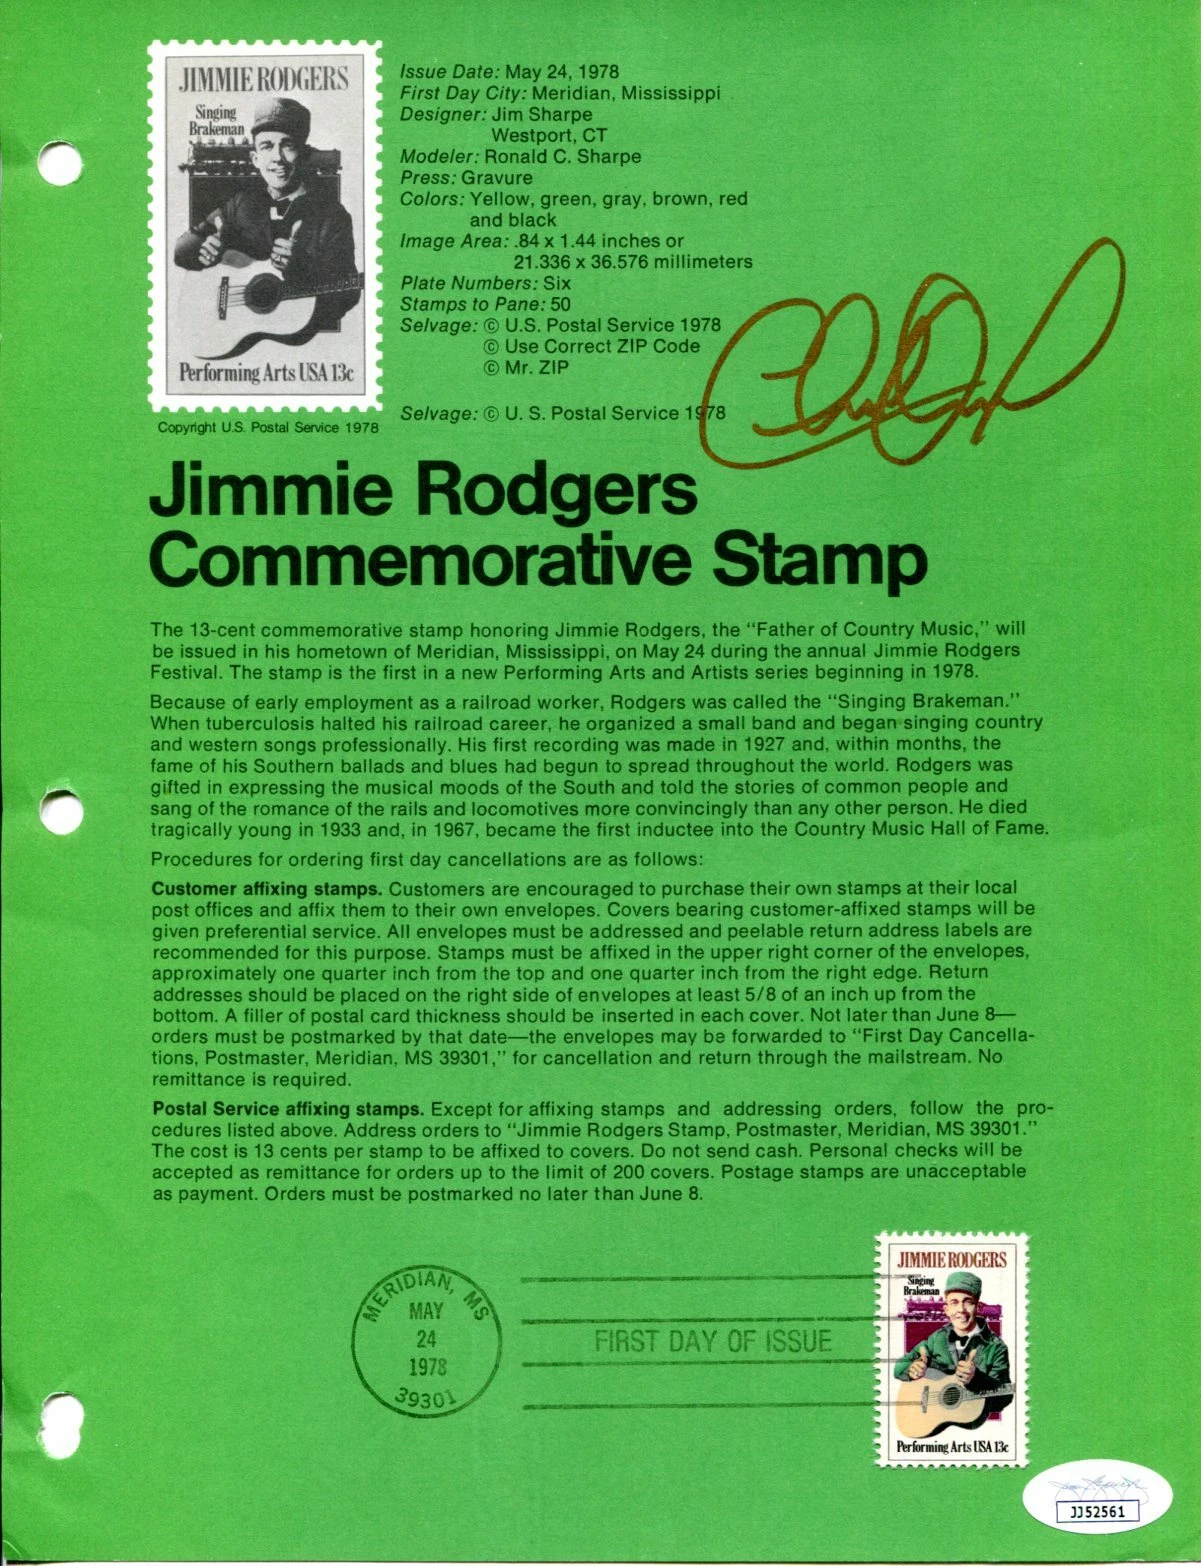 JIMMIE RODGERS
Singing
Brakeman
Performing Arts USA 13c
Copyright U.S. Postal Service 1978
Issue Date: May 24, 1978
First Day City: Meridian, Mississippi
Designer: Jim Sharpe
Westport, CT
Modeler: Ronald C. Sharpe
Press: Gravure
Colors: Yellow, green, gray, brown, red
and black
Image Area: .84 x 1.44 inches or
21.336 x 36.576 millimeters
Plate Numbers: Six
Stamps to Pane: 50
Selvage: © U.S. Postal Service 1978
© Use Correct ZIP Code
© Mr. ZIP
Selvage: © U. S. Postal Service 1978
Jimmie Rodgers
Commemorative Stamp
The 13-cent commemorative stamp honoring Jimmie Rodgers, the "Father of Country Music," will
be issued in his hometown of Meridian, Mississippi, on May 24 during the annual Jimmie Rodgers
Festival. The stamp is the first in a new Performing Arts and Artists series beginning in 1978.
Because of early employment as a railroad worker, Rodgers was called the "Singing Brakeman."
When tuberculosis halted his railroad career, he organized a small band and began singing country
and western songs professionally. His first recording was made in 1927 and, within months, the
fame of his Southern ballads and blues had begun to spread throughout the world. Rodgers was
gifted in expressing the musical moods of the South and told the stories of common people and
sang of the romance of the rails and locomotives more convincingly than any other person. He died
tragically young in 1933 and, in 1967, became the first inductee into the Country Music Hall of Fame.
Procedures for ordering first day cancellations are as follows:
Customer affixing stamps. Customers are encouraged to purchase their own stamps at their local
post offices and affix them to their own envelopes. Covers bearing customer-affixed stamps will be
given preferential service. All envelopes must be addressed and peelable return address labels are
recommended for this purpose. Stamps must be affixed in the upper right corner of the envelopes,
approximately one quarter inch from the top and one quarter inch from the right edge. Return
addresses should be placed on the right side of envelopes at least 5/8 of an inch up from the
bottom. A filler of postal card thickness should be inserted in each cover. Not later than June 8—
orders must be postmarked by that date—the envelopes may be forwarded to "First Day Cancella-
tions, Postmaster, Meridian, MS 39301," for cancellation and return through the mailstream. No
remittance is required.
Postal Service affixing stamps. Except for affixing stamps and addressing orders, follow the pro-
cedures listed above. Address orders to "Jimmie Rodgers Stamp, Postmaster, Meridian, MS 39301."
The cost is 13 cents per stamp to be affixed to covers. Do not send cash. Personal checks will be
accepted as remittance for orders up to the limit of 200 covers. Postage stamps are unacceptable
as payment. Orders must be postmarked no later than June 8.
MERIDIAN, MS
MAY
24
1978
39301
FIRST DAY OF ISSUE
JIMMIE RODGERS
Singing
Brakeman
Performing Arts USA 13c
JJ52561